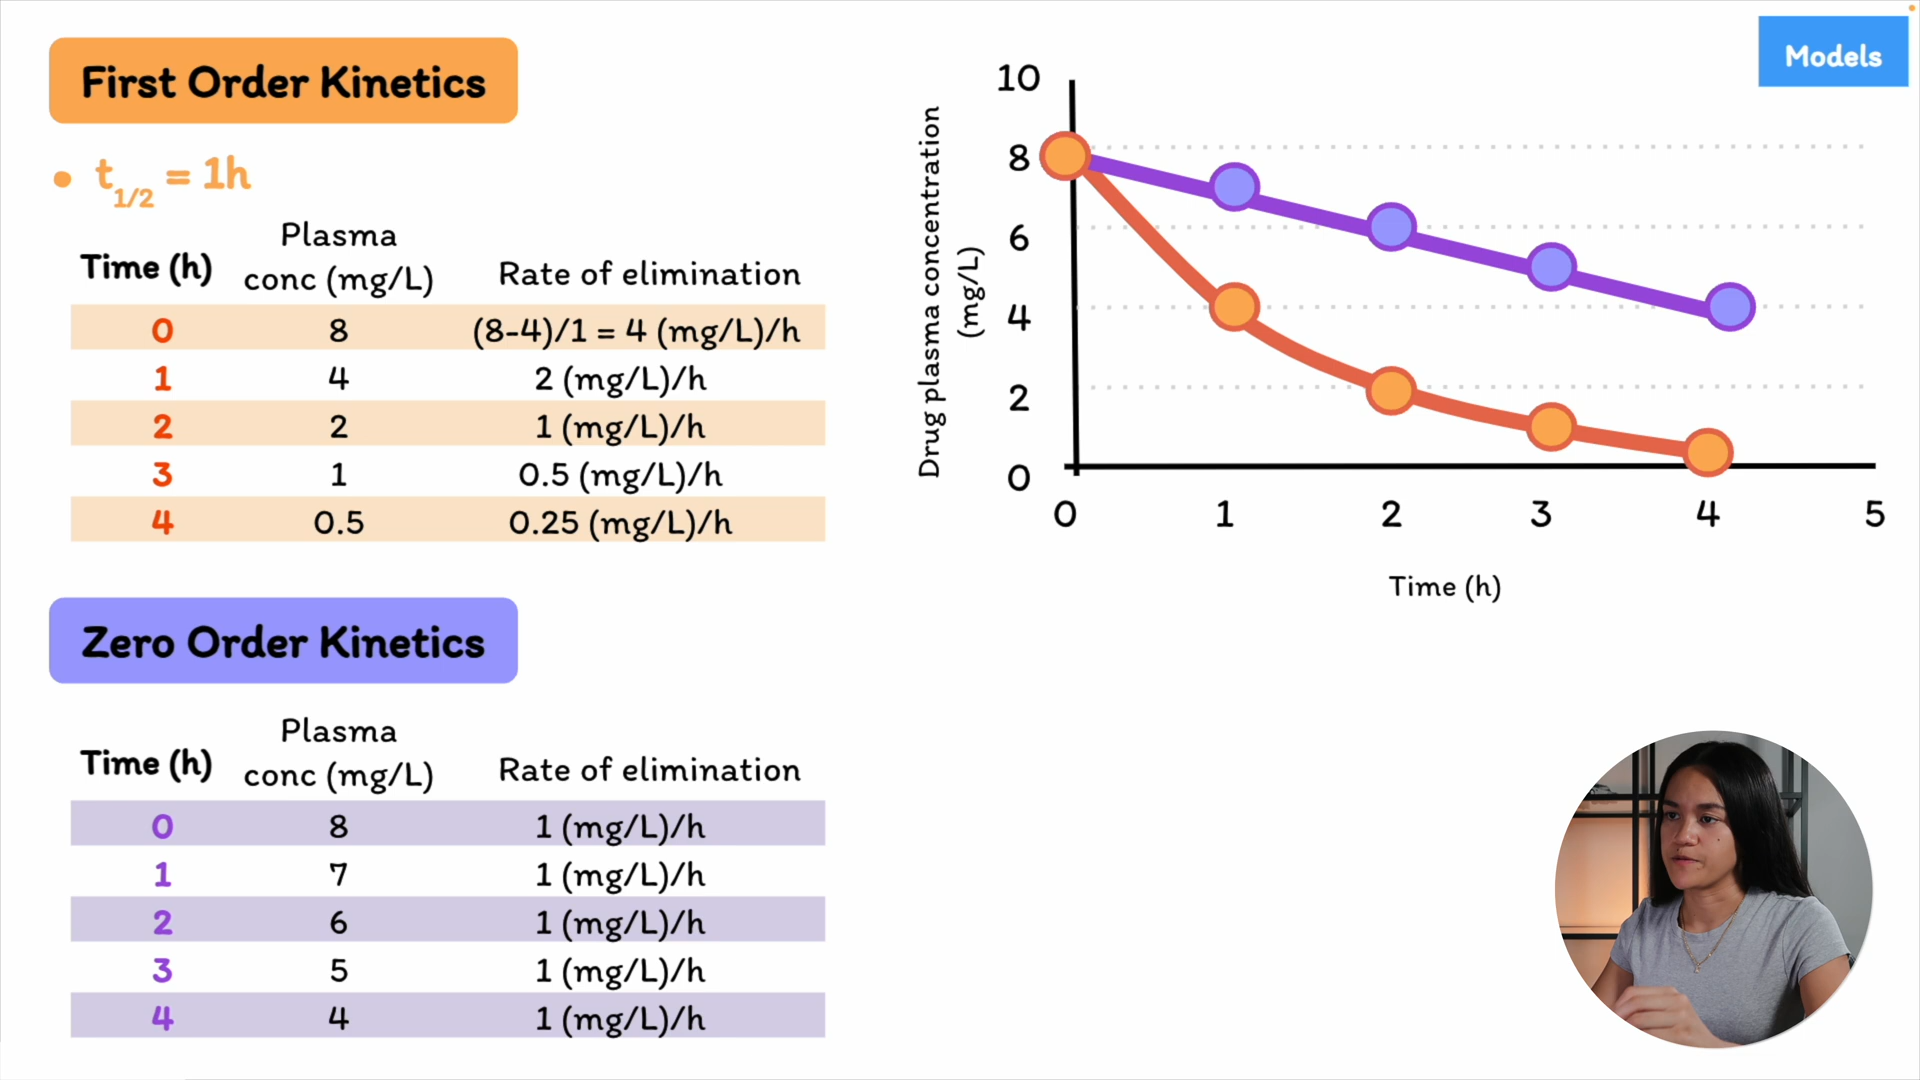 First Order Kinetics
• t1/2 = 1h
Time (h) Plasma conc (mg/L) Rate of elimination
0 8 (8-4)/1 = 4 (mg/L)/h
1 4 2 (mg/L)/h
2 2 1 (mg/L)/h
3 1 0.5 (mg/L)/h
4 0.5 0.25 (mg/L)/h
Zero Order Kinetics
Time (h) Plasma conc (mg/L) Rate of elimination
0 8 1 (mg/L)/h
1 7 1 (mg/L)/h
2 6 1 (mg/L)/h
3 5 1 (mg/L)/h
4 4 1 (mg/L)/h
Models
Drug plasma concentration
(mg/L)
10
8
6
4
2
0
0 1 2 3 4 5
Time (h)